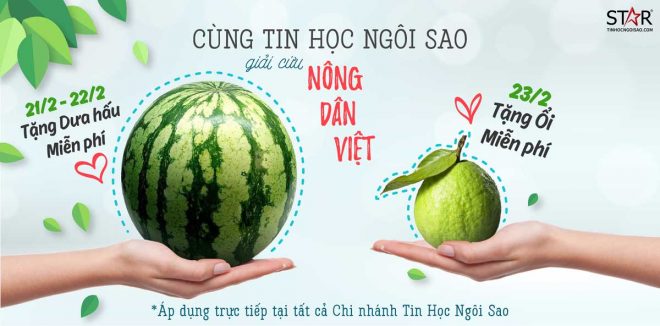 STAR
TINHOCNGOISAO.COM
CÙNG TIN HỌC NGÔI SAO
giải cứu
NÔNG
DÂN
VIỆT
21/2 - 22/2
Tặng Dưa hấu
Miễn phí
23/2
Tặng Ổi
Miễn phí
*Áp dụng trực tiếp tại tất cả Chi nhánh Tin Học Ngôi Sao